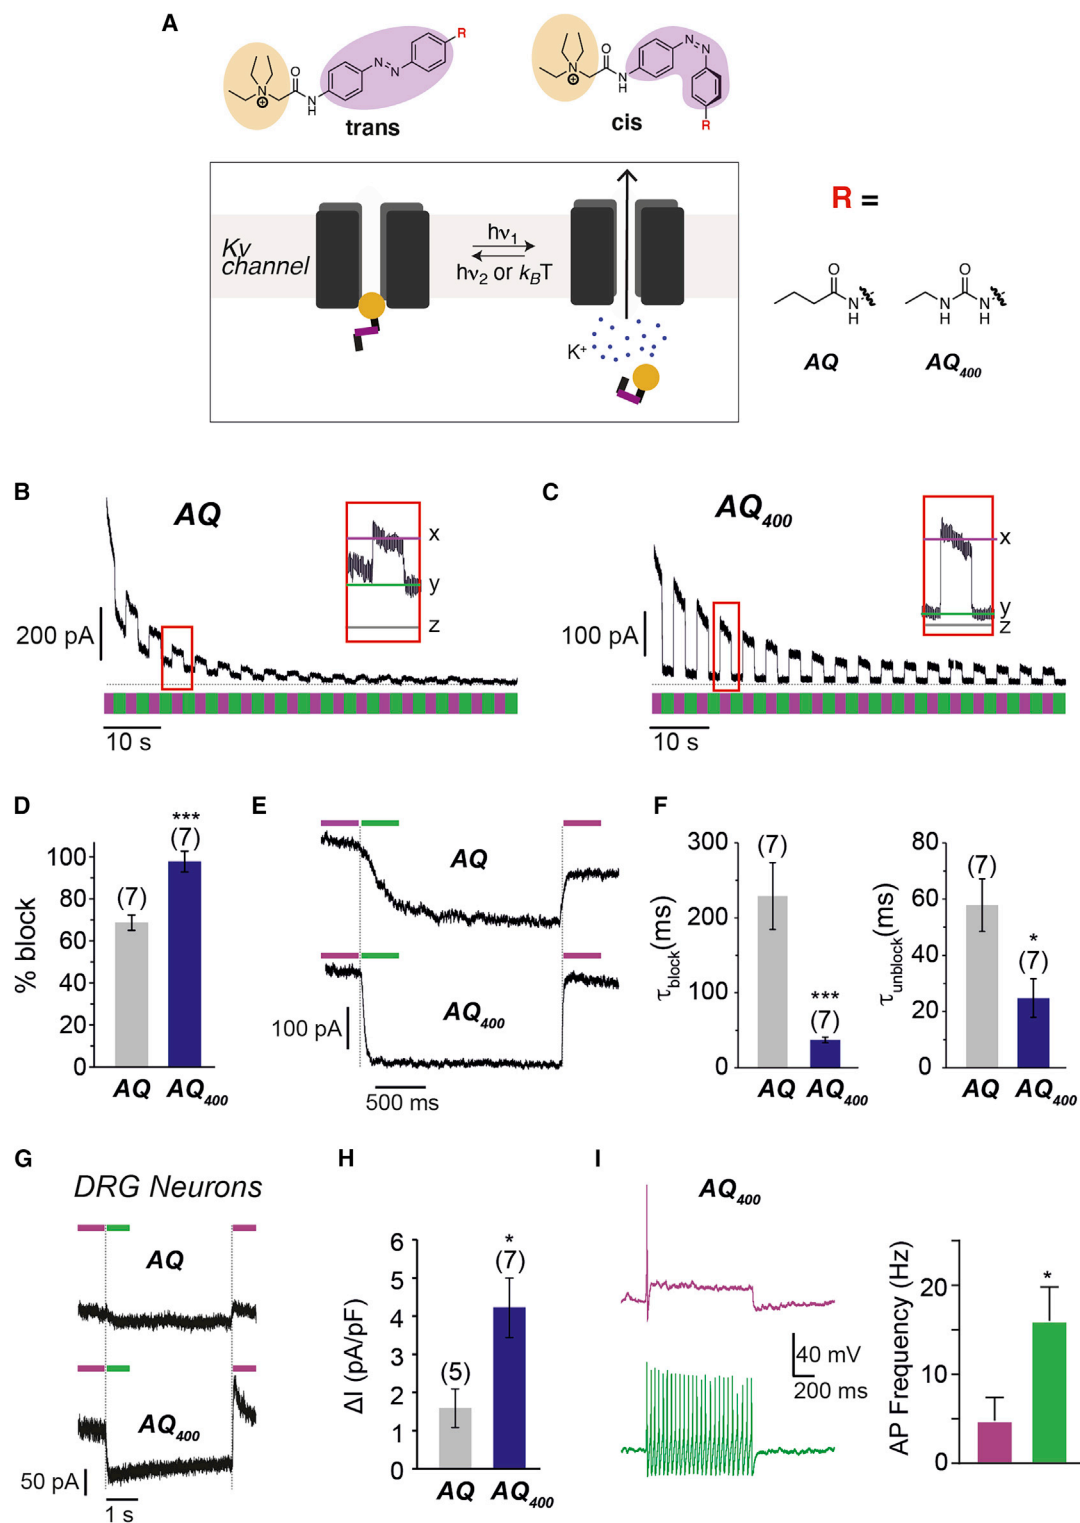 A
R
N
O
N
H
N
N
trans
R
N
O
N
H
N
N
cis
Kv
channel
hν1
hν2 or kBT
K+
R =
O
N
H
AQ
O
N
H
N
H
AQ400
B
AQ
x
y
z
200 pA
10 s
C
AQ400
x
y
z
100 pA
10 s
D
% block
100
80
60
40
20
0
(7)
***
(7)
AQ
AQ400
E
AQ
AQ400
100 pA
500 ms
F
τblock(ms)
300
200
100
0
(7)
***
(7)
AQ
AQ400
τunblock(ms)
80
60
40
20
0
(7)
*
(7)
AQ
AQ400
G
DRG Neurons
AQ
AQ400
50 pA
1 s
H
ΔI (pA/pF)
6
5
4
3
2
1
0
(5)
*
(7)
AQ
AQ400
I
AQ400
40 mV
200 ms
AP Frequency (Hz)
20
10
0
*